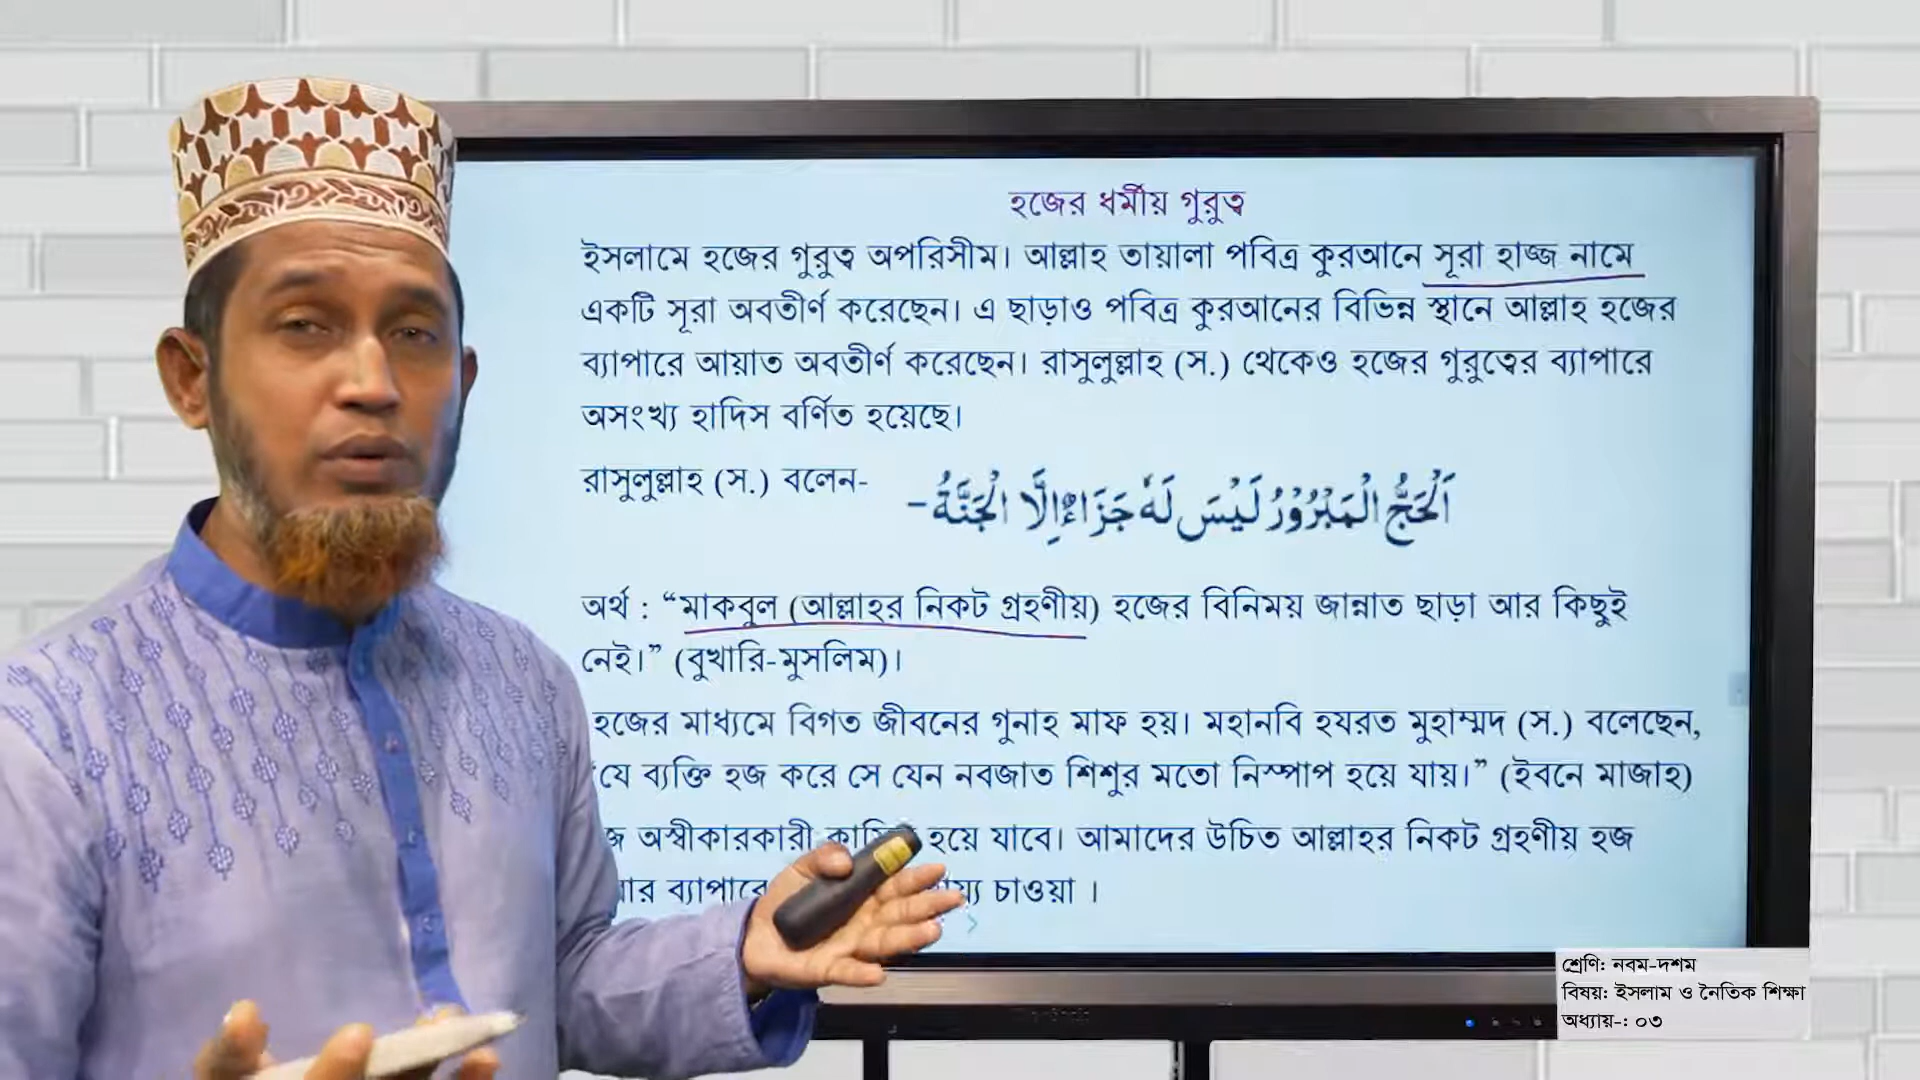 হজের ধর্মীয় গুরুত্ব
ইসলামে হজের গুরুত্ব অপরিসীম। আল্লাহ তায়ালা পবিত্র কুরআনে সূরা হাজ্জ নামে
একটি সূরা অবতীর্ণ করেছেন। এ ছাড়াও পবিত্র কুরআনের বিভিন্ন স্থানে আল্লাহ হজের
ব্যাপারে আয়াত অবতীর্ণ করেছেন। রাসুলুল্লাহ (স.) থেকেও হজের গুরুত্বের ব্যাপারে
অসংখ্য হাদিস বর্ণিত হয়েছে।
রাসুলুল্লাহ (স.) বলেন- اَلْحَجُّ الْمَبْرُوْرُ لَيْسَ لَهٗ جَزَاءٌ اِلَّا الْجَنَّةُ -
অর্থ : “মাকবুল (আল্লাহর নিকট গ্রহণীয়) হজের বিনিময় জান্নাত ছাড়া আর কিছুই
নেই।” (বুখারি-মুসলিম)।
হজের মাধ্যমে বিগত জীবনের গুনাহ মাফ হয়। মহানবি হযরত মুহাম্মদ (স.) বলেছেন,
“যে ব্যক্তি হজ করে সে যেন নবজাত শিশুর মতো নিস্পাপ হয়ে যায়।” (ইবনে মাজাহ)
অস্বীকারকারী হয়ে যাবে। আমাদের উচিত আল্লাহর নিকট গ্রহণীয় হজ
ব্যাপারে চাওয়া ।
শ্রেণি: নবম-দশম
বিষয়: ইসলাম ও নৈতিক শিক্ষা
অধ্যায়-: ০৩